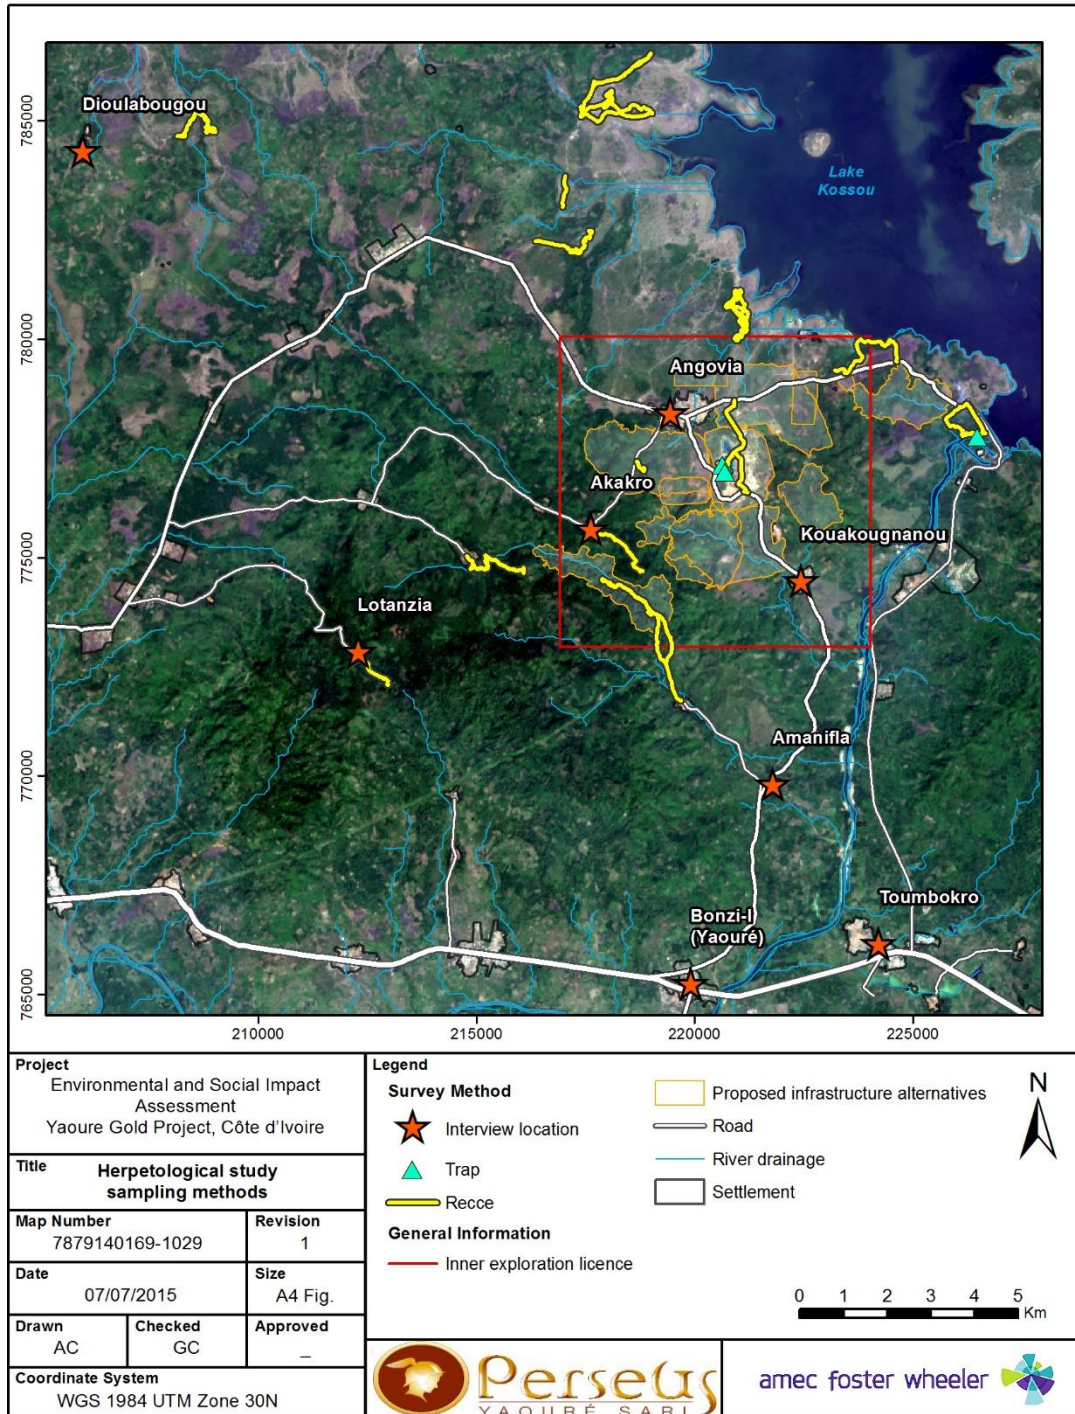 Dioulabougou
Lake
Kossou
Angovia
Akakro
Kouakougnanou
Lotanzia
Amanifla
Toumbokro
Bonzi-I
(Yaouré)
785000
780000
775000
770000
765000
210000
215000
220000
225000
Project
Environmental and Social Impact
Assessment
Yaoure Gold Project, Côte d'Ivoire
Title
Herpetological study
sampling methods
Map Number
7879140169-1029
Revision
1
Date
07/07/2015
Size
A4 Fig.
Drawn
AC
Checked
GC
Approved
_
Coordinate System
WGS 1984 UTM Zone 30N
Legend
Survey Method
Interview location
Trap
Recce
General Information
Inner exploration licence
Proposed infrastructure alternatives
Road
River drainage
Settlement
N
0 1 2 3 4 5
Km
Perseus
YAOURÉ SARL
amec foster wheeler